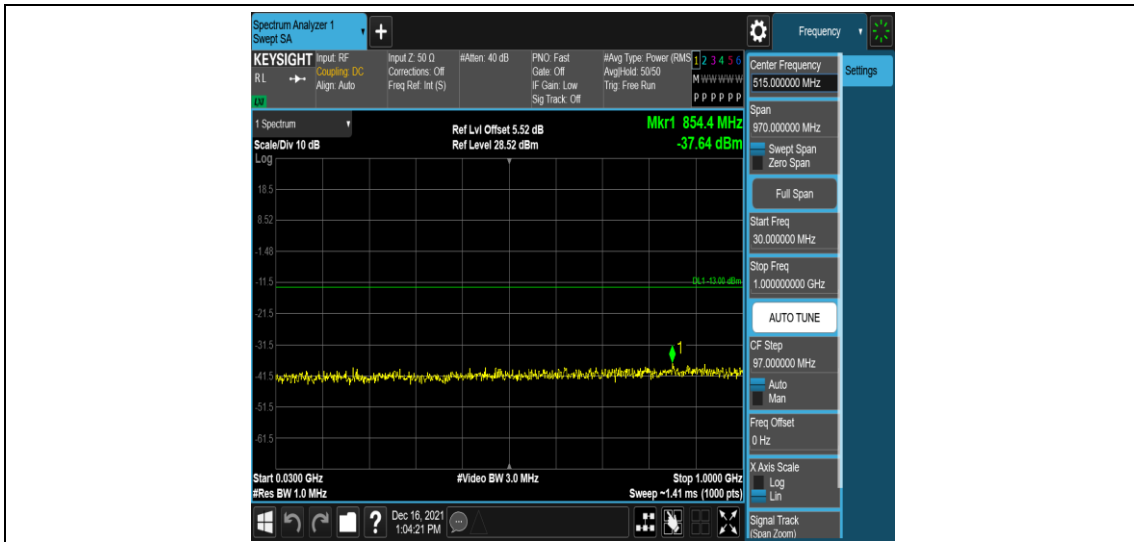 Spectrum Analyzer 1
Swept SA
+
Frequency
KEYSIGHT
RL
Input: RF
Coupling: DC
Align: Auto
Input Z: 50 Ω
Corrections: Off
Freq Ref: Int (S)
#Atten: 40 dB
PNO: Fast
Gate: Off
IF Gain: Low
Sig Track: Off
#Avg Type: Power (RMS
Avg|Hold: 50/50
Trig: Free Run
1 2 3 4 5 6
M W W W W W
P P P P P P
1 Spectrum
Scale/Div 10 dB
Log
Ref Lvl Offset 5.52 dB
Ref Level 28.52 dBm
Mkr1 854.4 MHz
-37.64 dBm
18.5
8.52
-1.48
-11.5
-21.5
-31.5
-41.5
-51.5
-61.5
DL1 -13.00 dBm
1
Start 0.0300 GHz
#Res BW 1.0 MHz
#Video BW 3.0 MHz
Stop 1.0000 GHz
Sweep ~1.41 ms (1000 pts)
?
Dec 16, 2021
1:04:21 PM
Center Frequency
515.000000 MHz
Settings
Span
970.000000 MHz
Swept Span
Zero Span
Full Span
Start Freq
30.000000 MHz
Stop Freq
1.000000000 GHz
AUTO TUNE
CF Step
97.000000 MHz
Auto
Man
Freq Offset
0 Hz
X Axis Scale
Log
Lin
Signal Track
(Span Zoom)